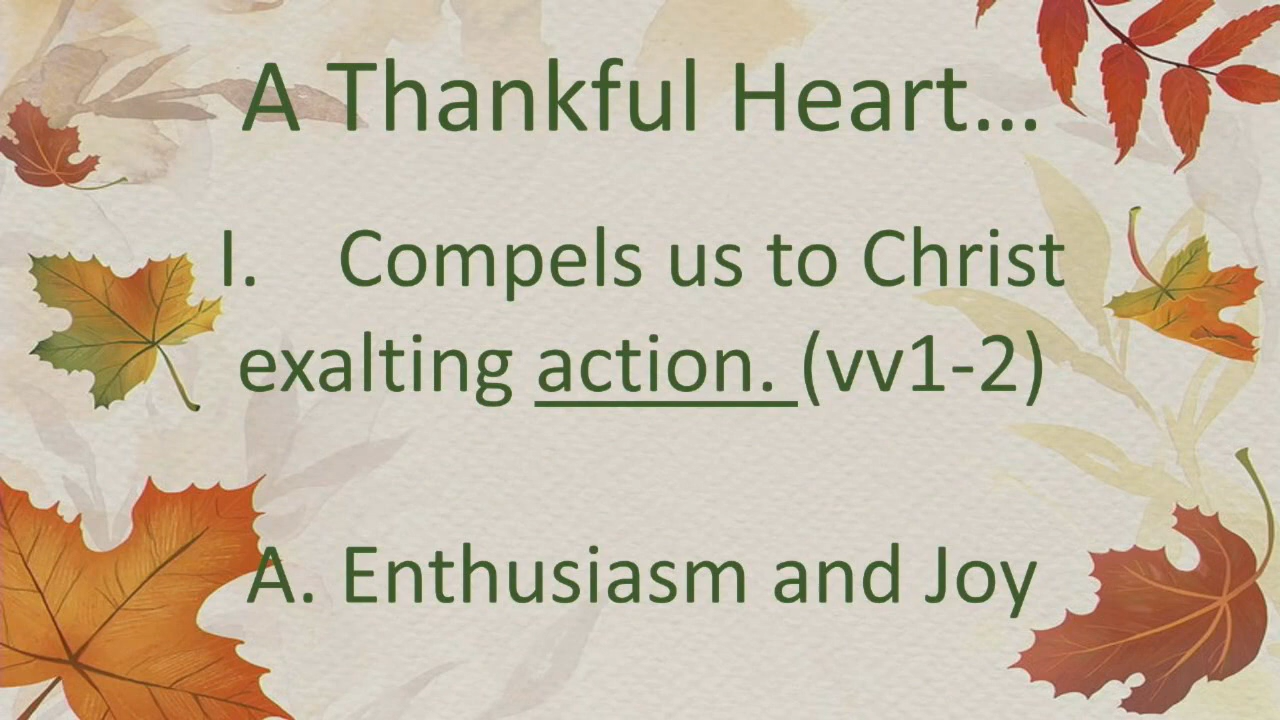 A Thankful Heart...
I. Compels us to Christ
exalting action. (vv1-2)
A. Enthusiasm and Joy